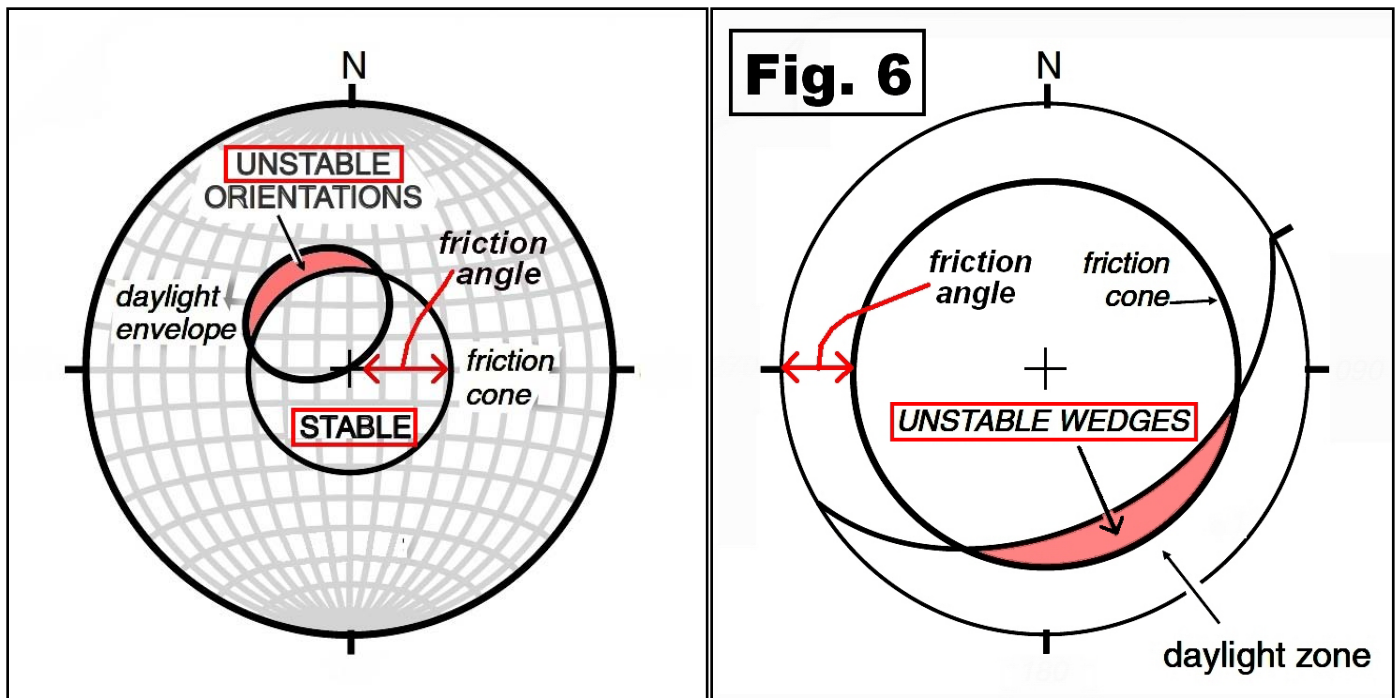 N
UNSTABLE
ORIENTATIONS
friction
angle
daylight
envelope
friction
cone
STABLE
Fig. 6
N
friction
angle
friction
cone
UNSTABLE WEDGES
daylight zone